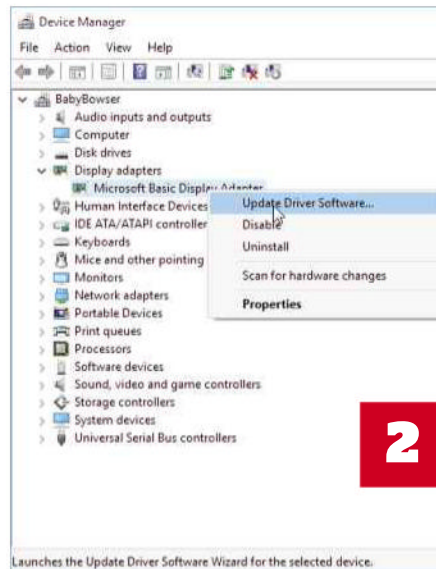 Device Manager
File Action View Help
BabyBowser
Audio inputs and outputs
Computer
Disk drives
Display adapters
Microsoft Basic Display Adapter
Update Driver Software...
Human Interface Devices
IDE ATA/ATAPI controller
Disable
Keyboards
Uninstall
Mice and other pointing
Monitors
Scan for hardware changes
Network adapters
Portable Devices
Properties
Print queues
Processors
Software devices
Sound, video and game controllers
Storage controllers
System devices
Universal Serial Bus controllers
2
Launches the Update Driver Software Wizard for the selected device.